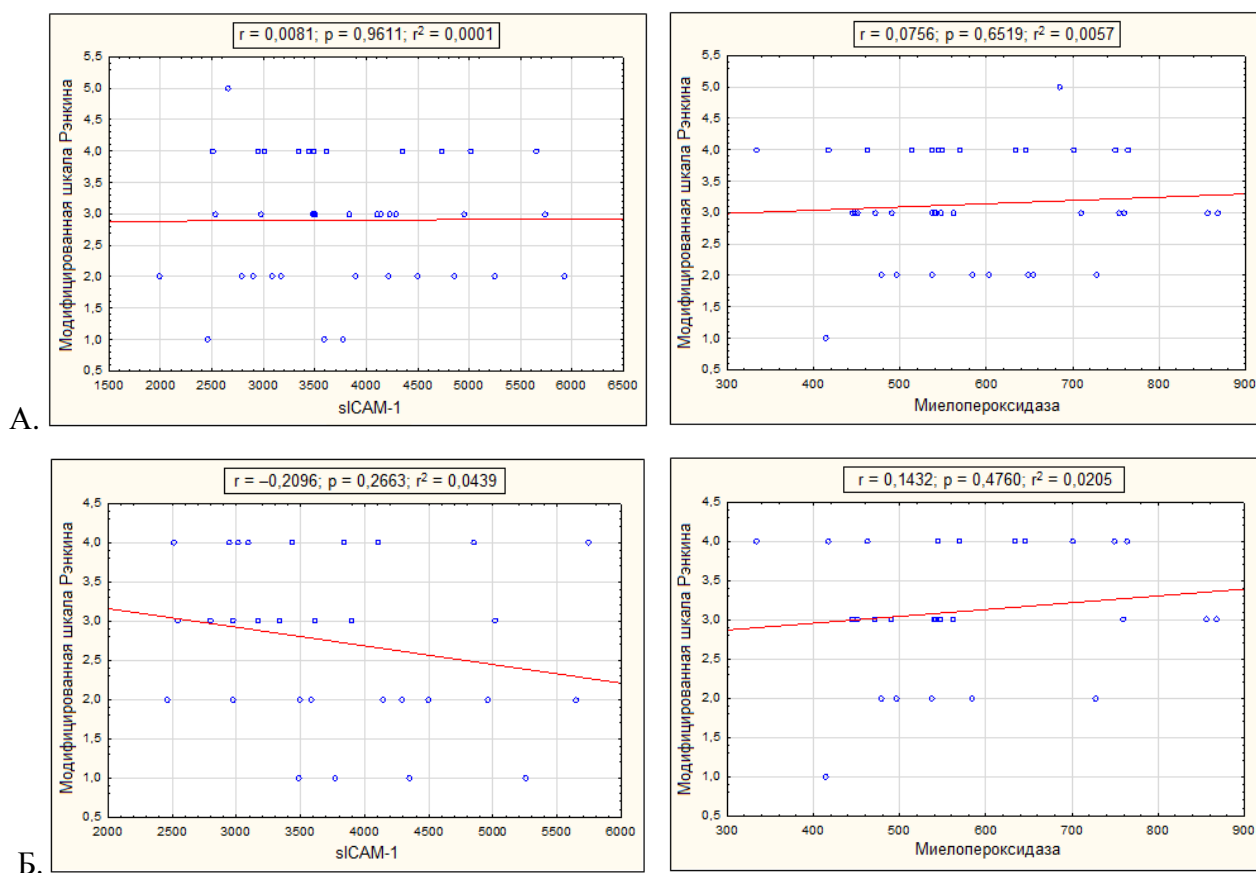 r = 0,0081; p = 0,9611; r² = 0,0001
Модифицированная шкала Рэнкина
5,5
5,0
4,5
4,0
3,5
3,0
2,5
2,0
1,5
1,0
0,5
1500 2000 2500 3000 3500 4000 4500 5000 5500 6000 6500
sICAM-1
А.
r = 0,0756; p = 0,6519; r² = 0,0057
Модифицированная шкала Рэнкина
5,5
5,0
4,5
4,0
3,5
3,0
2,5
2,0
1,5
1,0
0,5
300 400 500 600 700 800 900
Миелопероксидаза
r = –0,2096; p = 0,2663; r² = 0,0439
Модифицированная шкала Рэнкина
4,5
4,0
3,5
3,0
2,5
2,0
1,5
1,0
0,5
2000 2500 3000 3500 4000 4500 5000 5500 6000
sICAM-1
Б.
r = 0,1432; p = 0,4760; r² = 0,0205
Модифицированная шкала Рэнкина
4,5
4,0
3,5
3,0
2,5
2,0
1,5
1,0
0,5
300 400 500 600 700 800 900
Миелопероксидаза